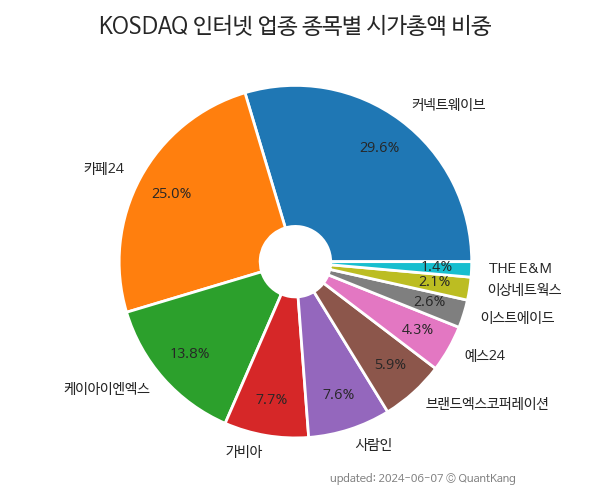 KOSDAQ 인터넷 업종 종목별 시가총액 비중
커넥트웨이브
29.6%
카페24
25.0%
케이아이엔엑스
13.8%
가비아
7.7%
사람인
7.6%
브랜드엑스코퍼레이션
5.9%
예스24
4.3%
이스트에이드
2.6%
이상네트웍스
2.1%
THE E&M
1.4%
updated: 2024-06-07 © QuantKang